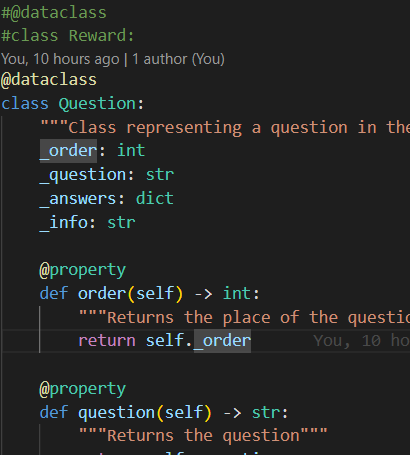 #@dataclass
#class Reward:
You, 10 hours ago | 1 author (You)
@dataclass
class Question:
"""Class representing a question in the
_order: int
_question: str
_answers: dict
_info: str
@property
def order(self) -> int:
"""Returns the place of the
return self._order You, 10 ho
@property
def question(self) -> str:
"""Returns the question"""